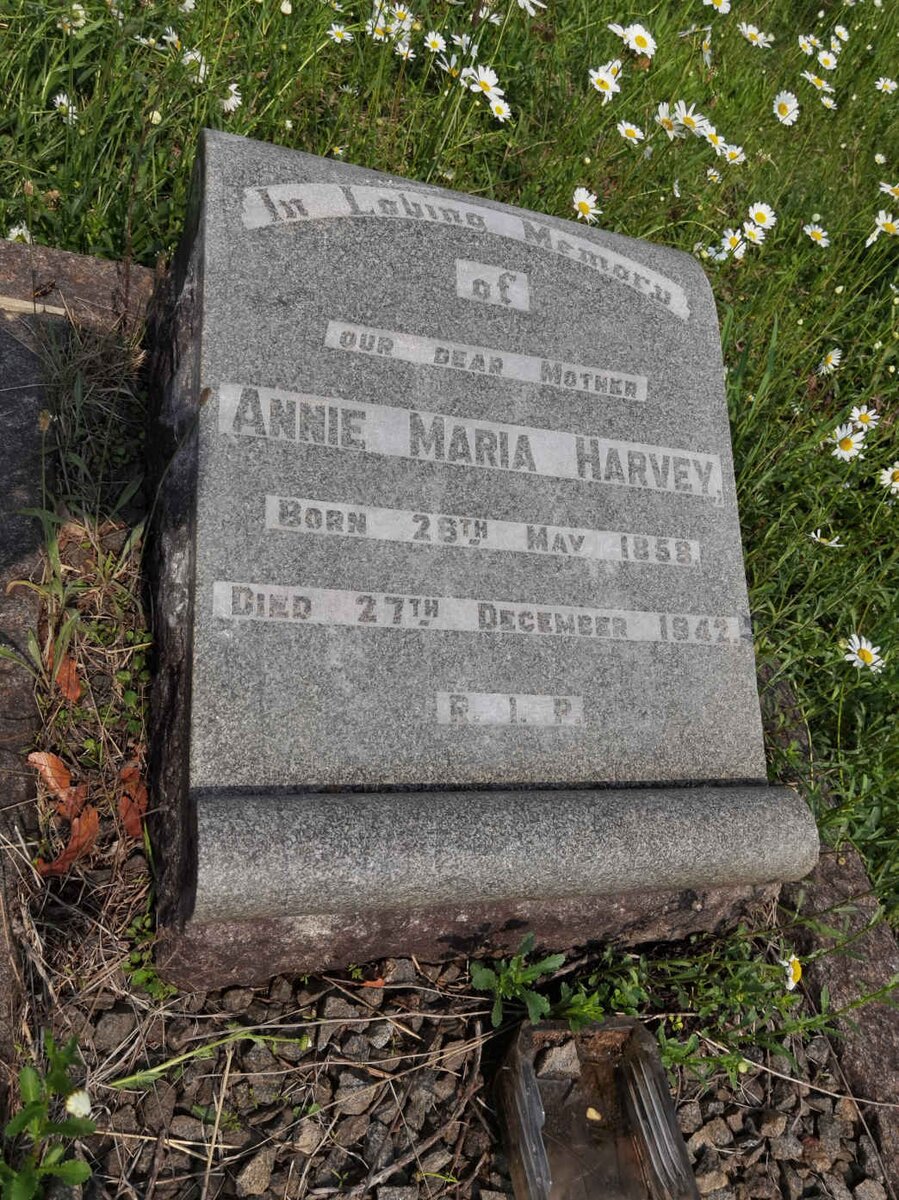 In Loving Memory
of
OUR DEAR MOTHER
ANNIE MARIA HARVEY,
BORN 28TH MAY 1858
DIED 27TH DECEMBER 1942.
R. I. P.